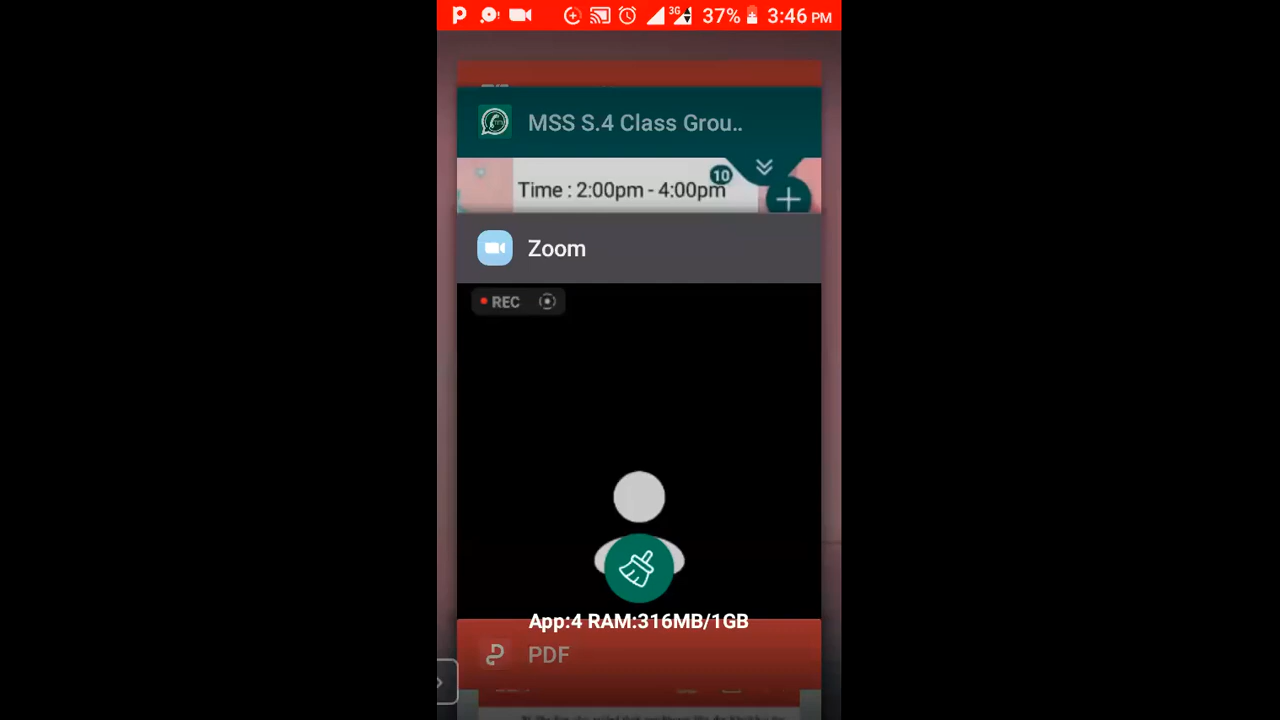 3G 37% 3:46 PM
MSS S.4 Class Grou..
10
Time : 2:00pm - 4:00pm
Zoom
REC
App:4 RAM:316MB/1GB
PDF